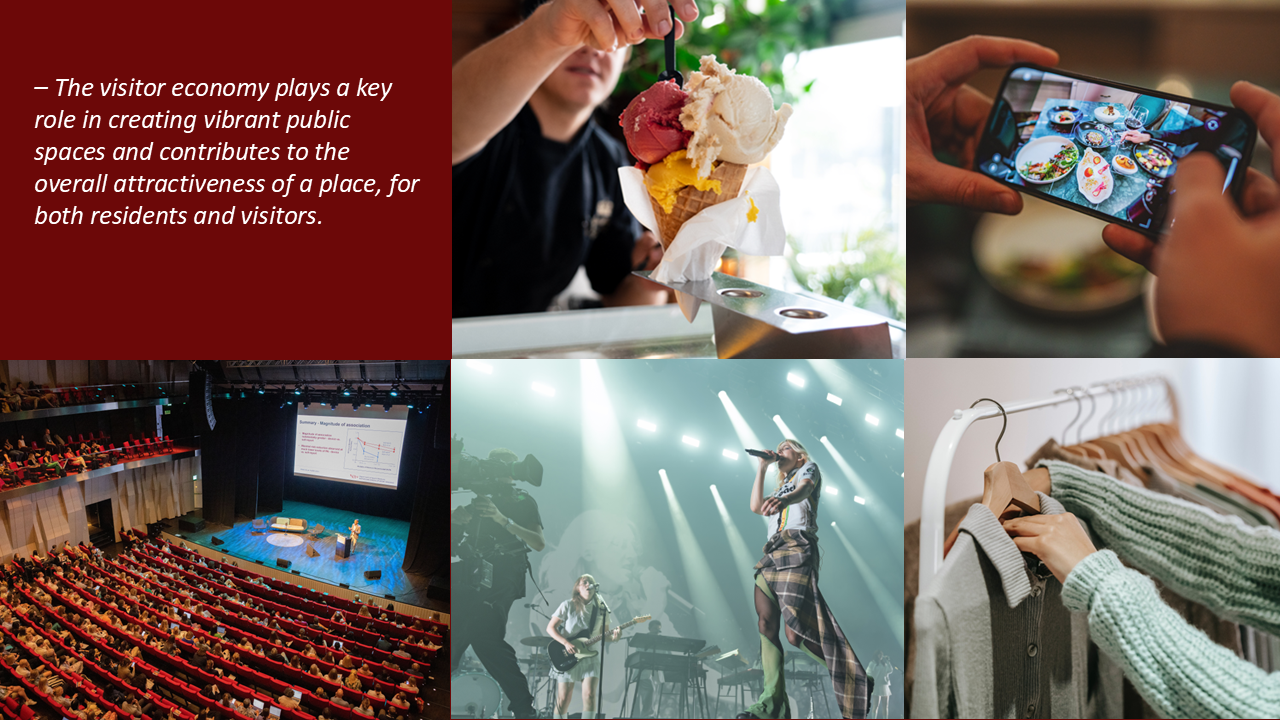 – The visitor economy plays a key
role in creating vibrant public
spaces and contributes to the
overall attractiveness of a place, for
both residents and visitors.
Summary - Magnitude of association